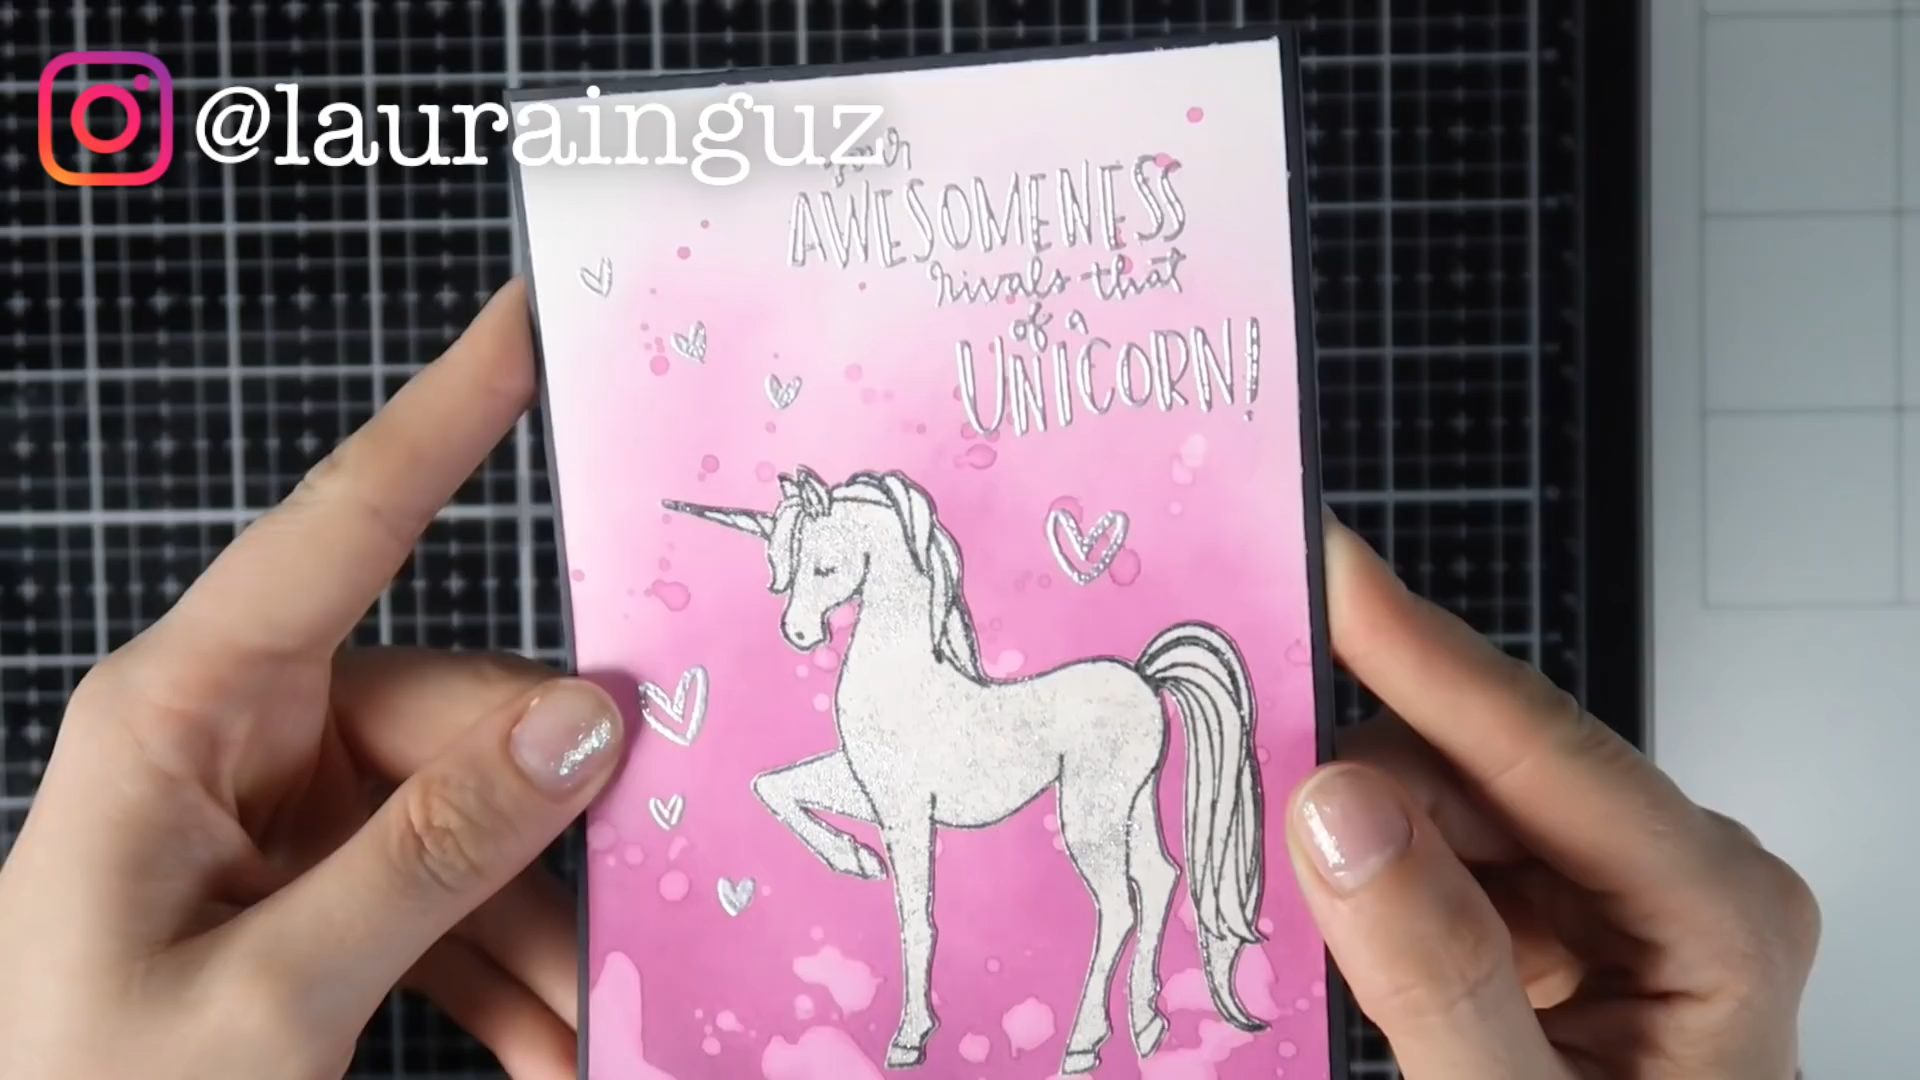 @laurainguz
your
AWESOMENESS
rivals that
of a
UNICORN!